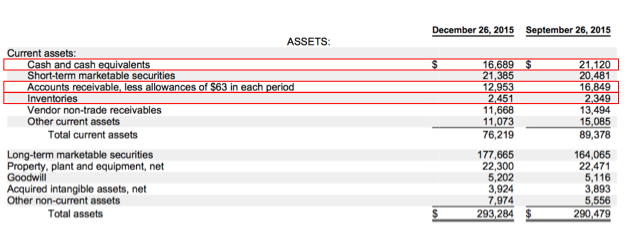 December 26, 2015 September 26, 2015
ASSETS:
Current assets:
Cash and cash equivalents $ 16,689 $ 21,120
Short-term marketable securities 21,385 20,481
Accounts receivable, less allowances of $63 in each period 12,953 16,849
Inventories 2,451 2,349
Vendor non-trade receivables 11,668 13,494
Other current assets 11,073 15,085
Total current assets 76,219 89,378
Long-term marketable securities 177,665 164,065
Property, plant and equipment, net 22,300 22,471
Goodwill 5,202 5,116
Acquired intangible assets, net 3,924 3,893
Other non-current assets 7,974 5,556
Total assets $ 293,284 $ 290,479